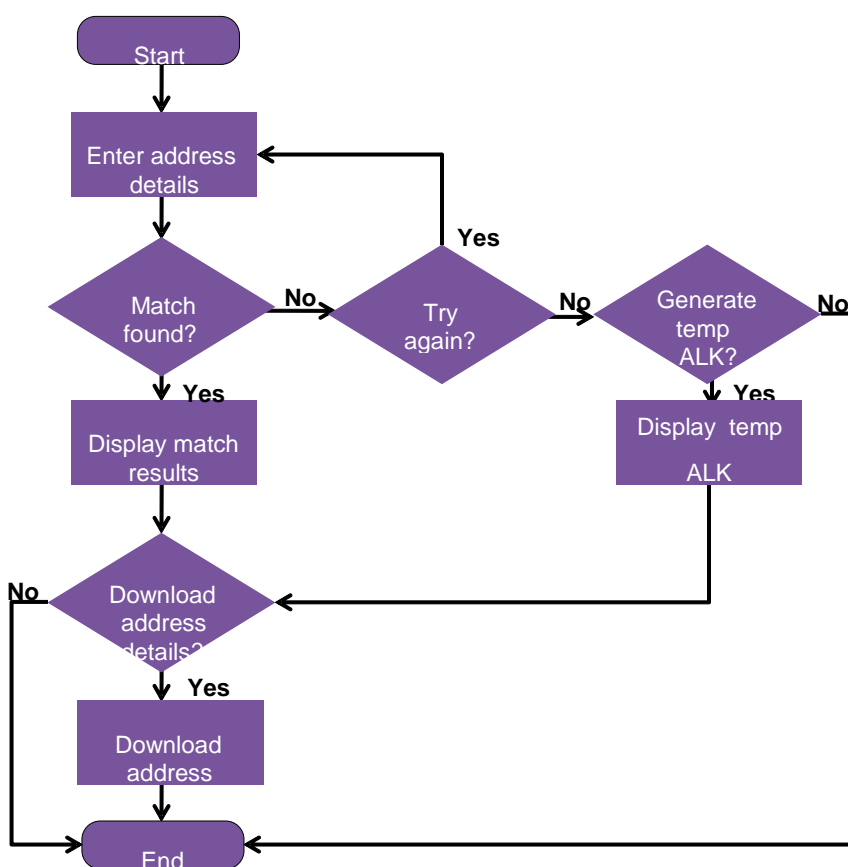 Start
Enter address
details
Yes
Match
found?
No
Try
again?
No
Generate
temp
ALK?
No
Yes
Display match
results
Yes
Display temp
ALK
No
Download
address
details?
Yes
Download
address
End